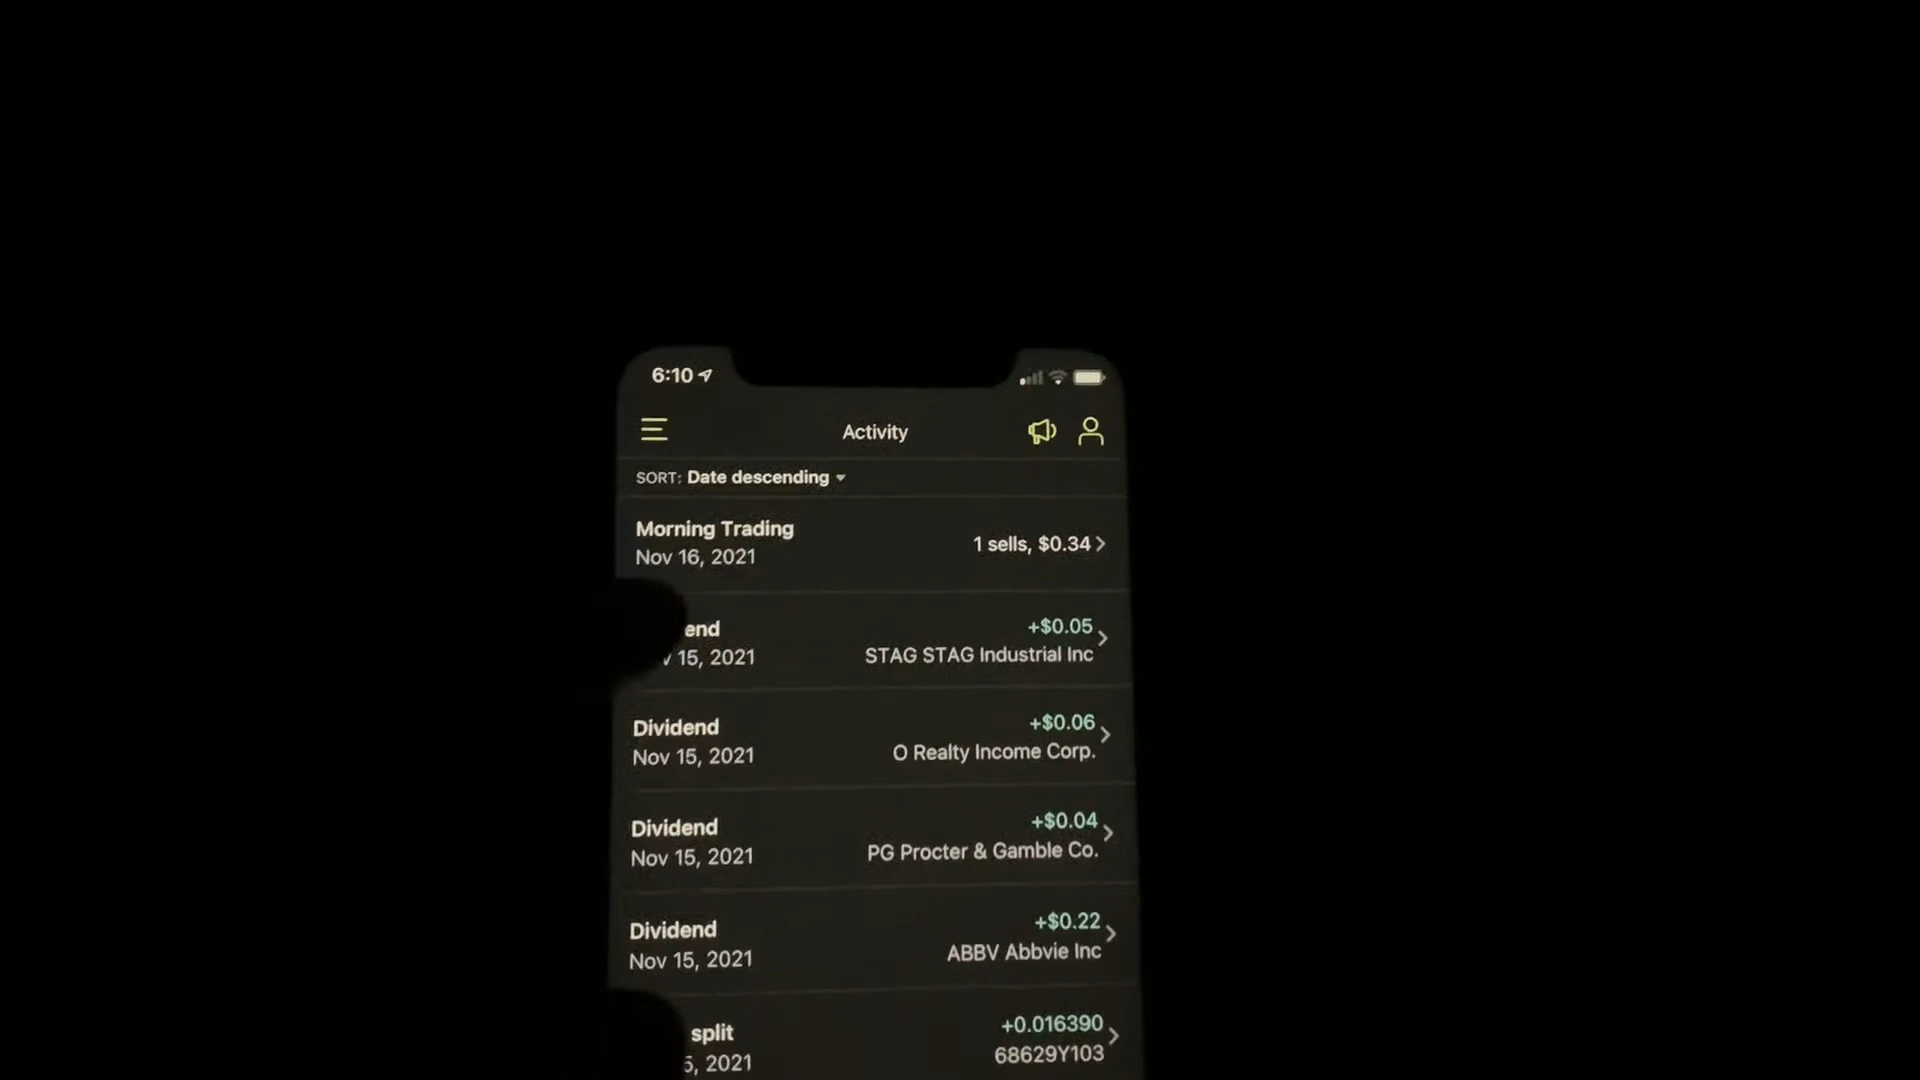 6:10
Activity
SORT: Date descending
Morning Trading
Nov 16, 2021
1 sells, $0.34
end
+$0.05
15, 2021
STAG STAG Industrial Inc
Dividend
+$0.06
Nov 15, 2021
O Realty Income Corp.
Dividend
+$0.04
Nov 15, 2021
PG Procter & Gamble Co.
Dividend
+$0.22
Nov 15, 2021
ABBV Abbvie Inc
split
+0.016390
5, 2021
68629Y103